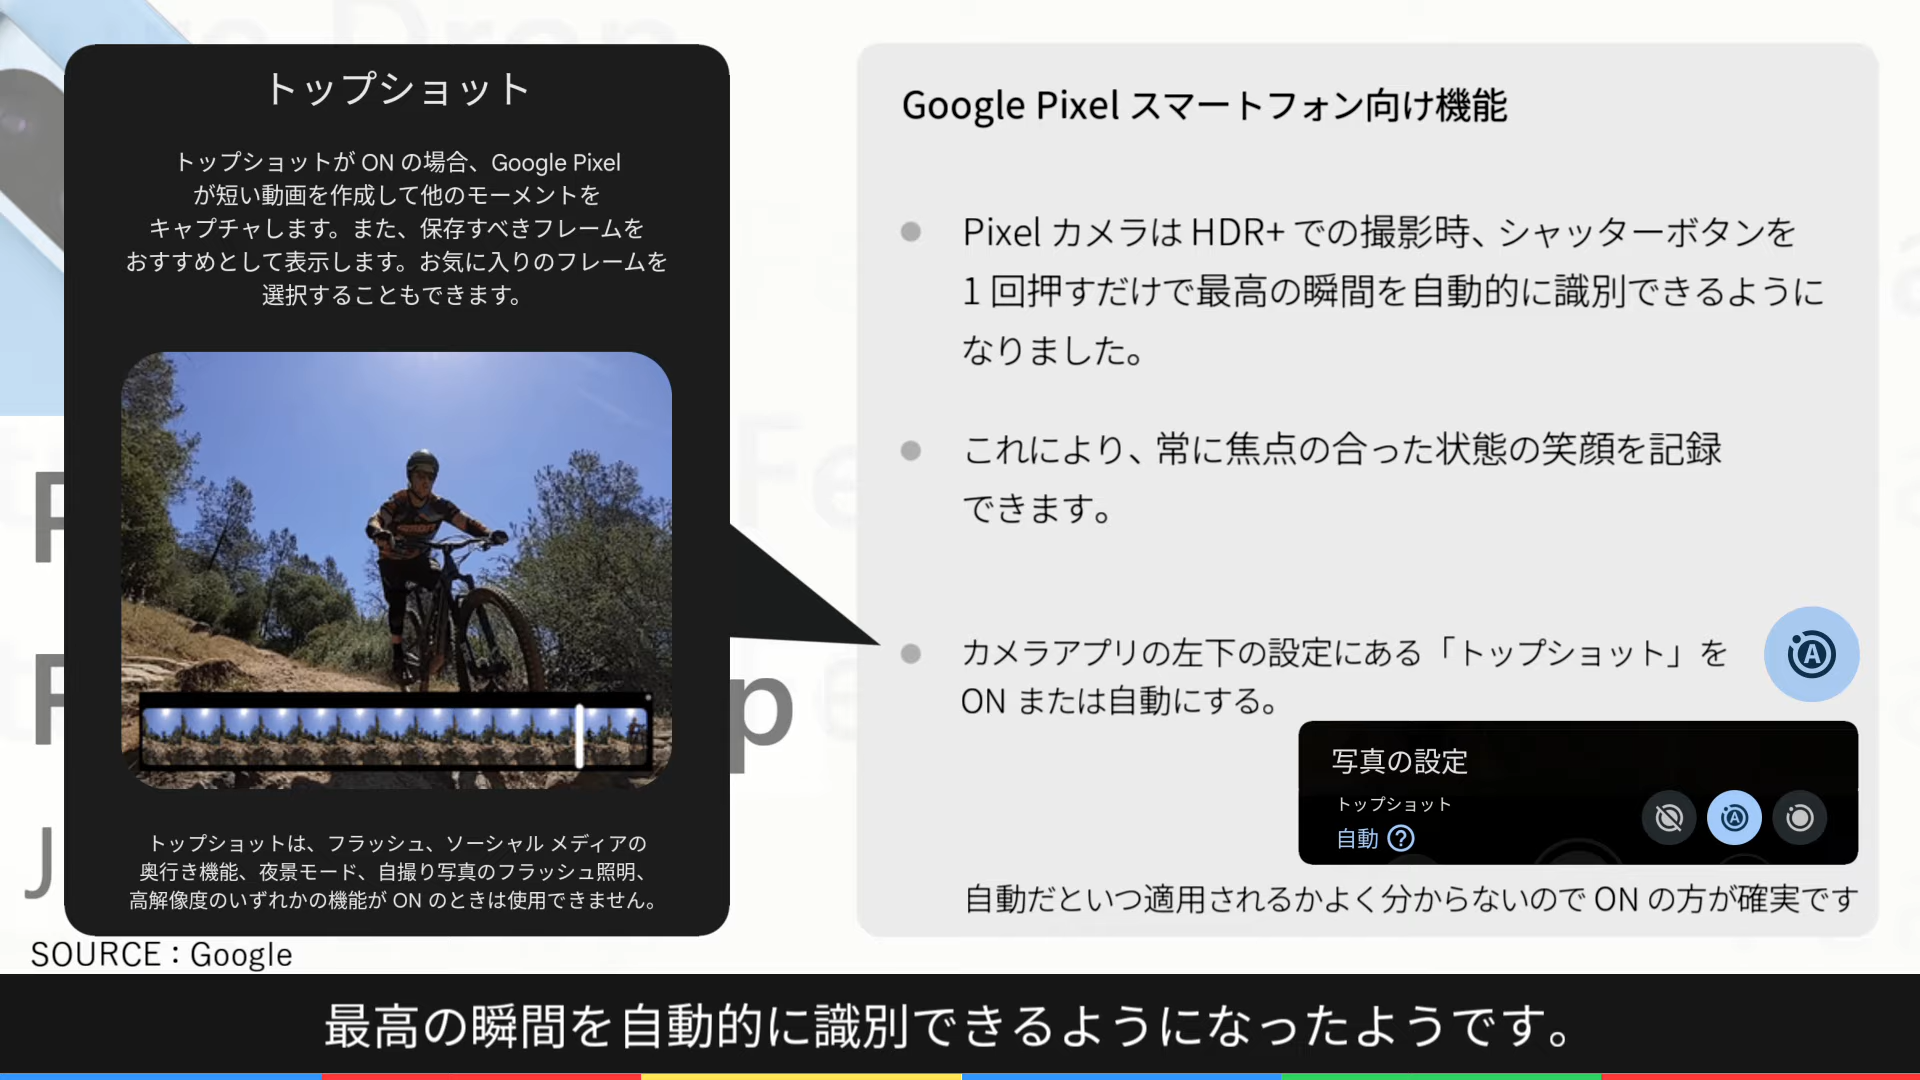 トップショット
トップショットが ON の場合、Google Pixel
が短い動画を作成して他のモーメントを
キャプチャします。また、保存すべきフレームを
おすすめとして表示します。お気に入りのフレームを
選択することもできます。
トップショットは、フラッシュ、ソーシャル メディアの
奥行き機能、夜景モード、自撮り写真のフラッシュ照明、
高解像度のいずれかの機能が ON のときは使用できません。
SOURCE：Google
Google Pixel スマートフォン向け機能
Pixel カメラは HDR+ での撮影時、シャッターボタンを
1 回押すだけで最高の瞬間を自動的に識別できるように
なりました。
これにより、常に焦点の合った状態の笑顔を記録
できます。
カメラアプリの左下の設定にある「トップショット」を
ON または自動にする。
写真の設定
トップショット
自動
自動だといつ適用されるかよく分からないので ON の方が確実です
最高の瞬間を自動的に識別できるようになったようです。